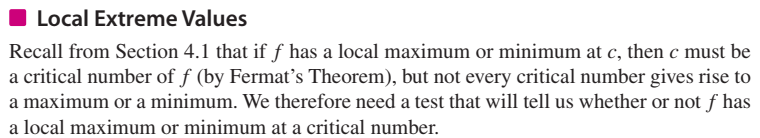 Local Extreme Values
Recall from Section 4.1 that if f has a local maximum or minimum at c, then c must be
a critical number of f (by Fermat’s Theorem), but not every critical number gives rise to
a maximum or a minimum. We therefore need a test that will tell us whether or not f has
a local maximum or minimum at a critical number.